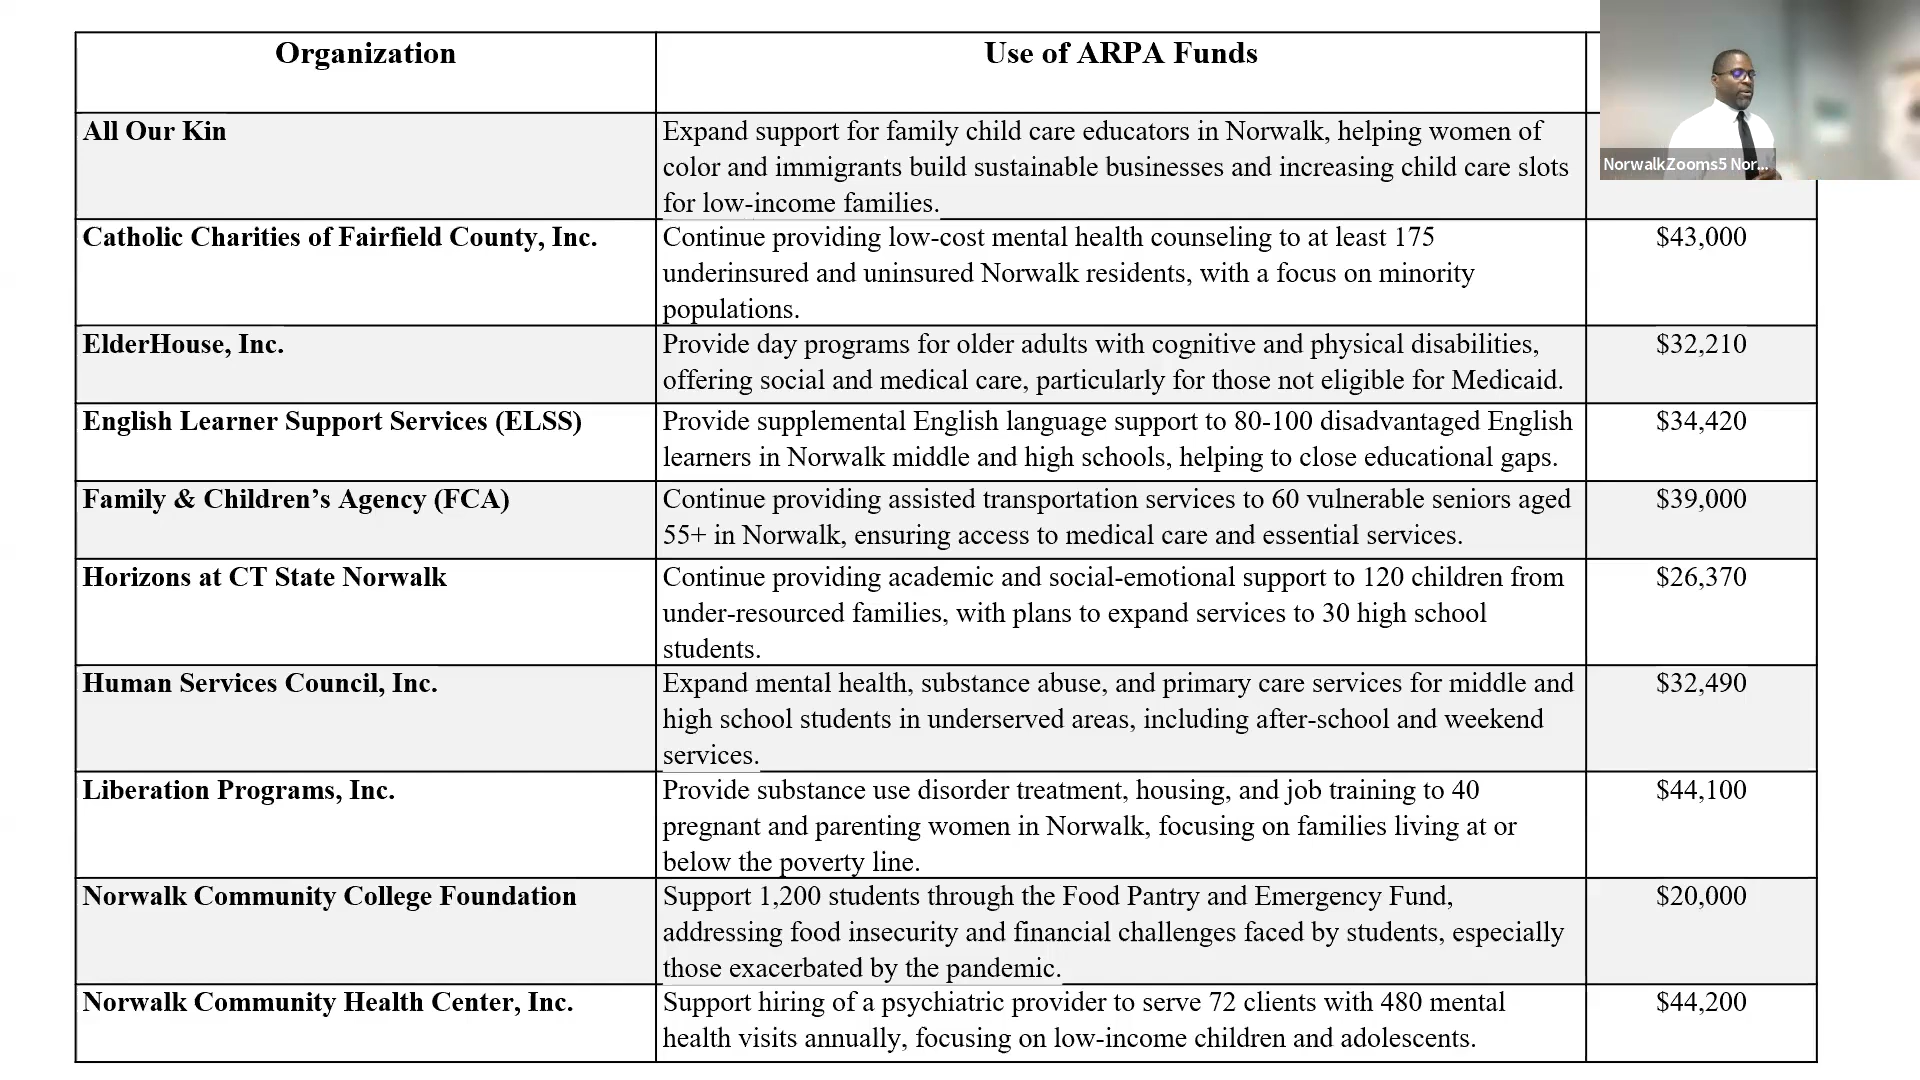 Organization
Use of ARPA Funds
All Our Kin
Expand support for family child care educators in Norwalk, helping women of
color and immigrants build sustainable businesses and increasing child care slots
for low-income families.
Catholic Charities of Fairfield County, Inc.
Continue providing low-cost mental health counseling to at least 175
underinsured and uninsured Norwalk residents, with a focus on minority
populations.
$43,000
ElderHouse, Inc.
Provide day programs for older adults with cognitive and physical disabilities,
offering social and medical care, particularly for those not eligible for Medicaid.
$32,210
English Learner Support Services (ELSS)
Provide supplemental English language support to 80-100 disadvantaged English
learners in Norwalk middle and high schools, helping to close educational gaps.
$34,420
Family & Children’s Agency (FCA)
Continue providing assisted transportation services to 60 vulnerable seniors aged
55+ in Norwalk, ensuring access to medical care and essential services.
$39,000
Horizons at CT State Norwalk
Continue providing academic and social-emotional support to 120 children from
under-resourced families, with plans to expand services to 30 high school
students.
$26,370
Human Services Council, Inc.
Expand mental health, substance abuse, and primary care services for middle and
high school students in underserved areas, including after-school and weekend
services.
$32,490
Liberation Programs, Inc.
Provide substance use disorder treatment, housing, and job training to 40
pregnant and parenting women in Norwalk, focusing on families living at or
below the poverty line.
$44,100
Norwalk Community College Foundation
Support 1,200 students through the Food Pantry and Emergency Fund,
addressing food insecurity and financial challenges faced by students, especially
those exacerbated by the pandemic.
$20,000
Norwalk Community Health Center, Inc.
Support hiring of a psychiatric provider to serve 72 clients with 480 mental
health visits annually, focusing on low-income children and adolescents.
$44,200
NorwalkZooms5 Nor...